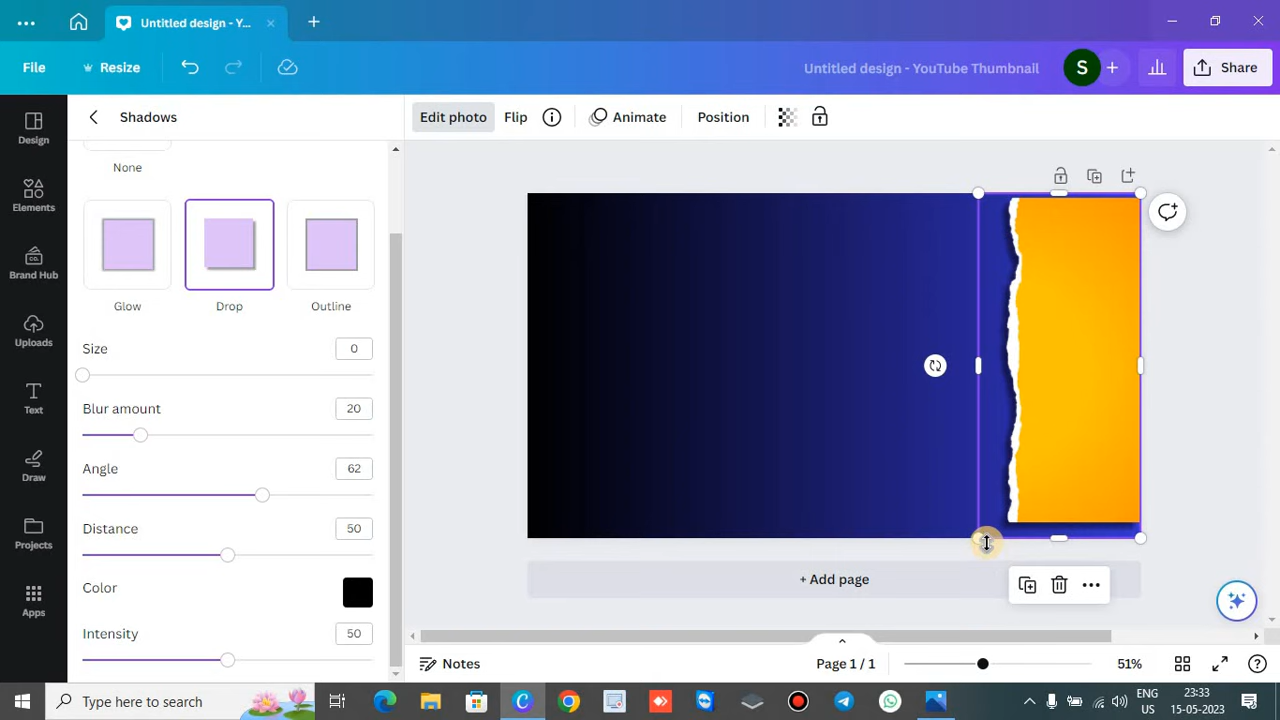 Untitled design - Y...
File
Resize
Untitled design - YouTube Thumbnail
S
Share
Design
Elements
Brand Hub
Uploads
Text
Draw
Projects
Apps
Shadows
None
Glow
Drop
Outline
Size
0
Blur amount
20
Angle
62
Distance
50
Color
Intensity
50
Edit photo
Flip
Animate
Position
+ Add page
Notes
Page 1 / 1
51%
Type here to search
ENG
US
23:33
15-05-2023